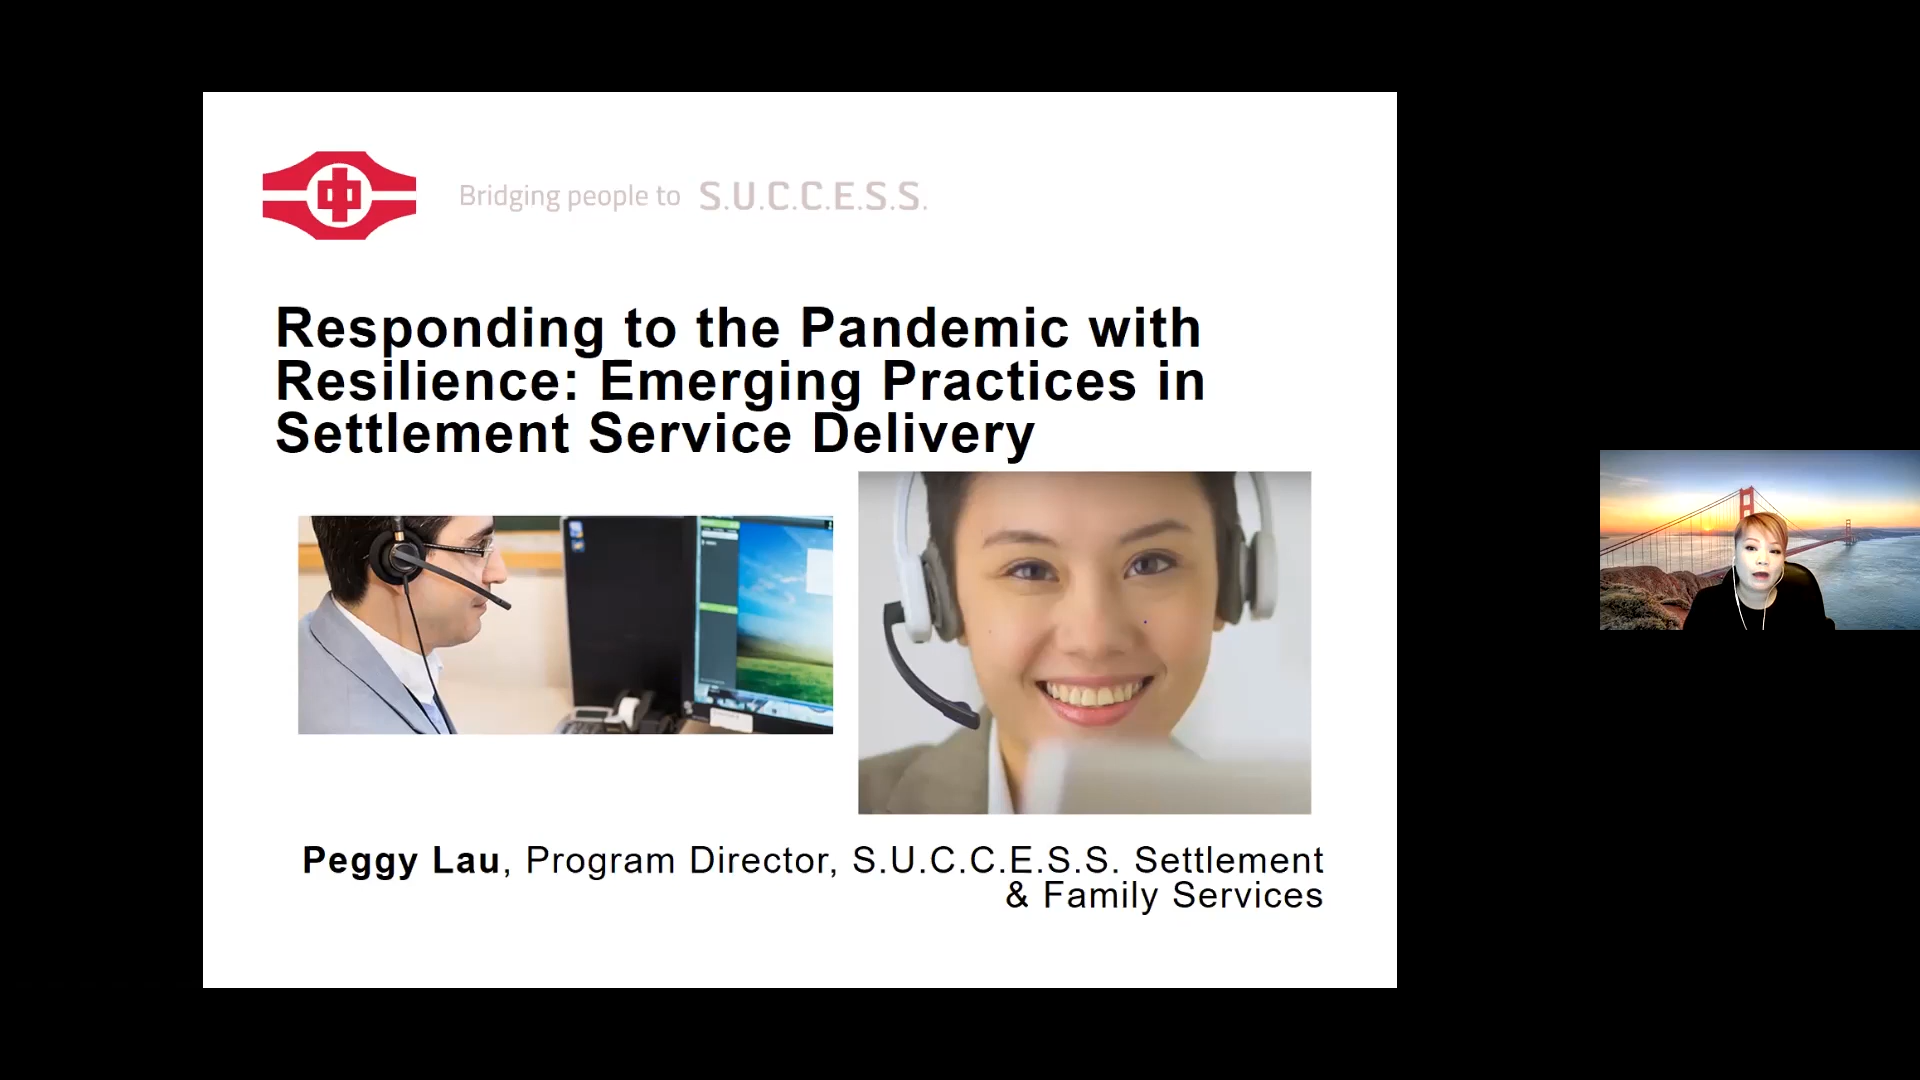 中
Bridging people to S.U.C.C.E.S.S.
Responding to the Pandemic with
Resilience: Emerging Practices in
Settlement Service Delivery
Peggy Lau, Program Director, S.U.C.C.E.S.S. Settlement
& Family Services